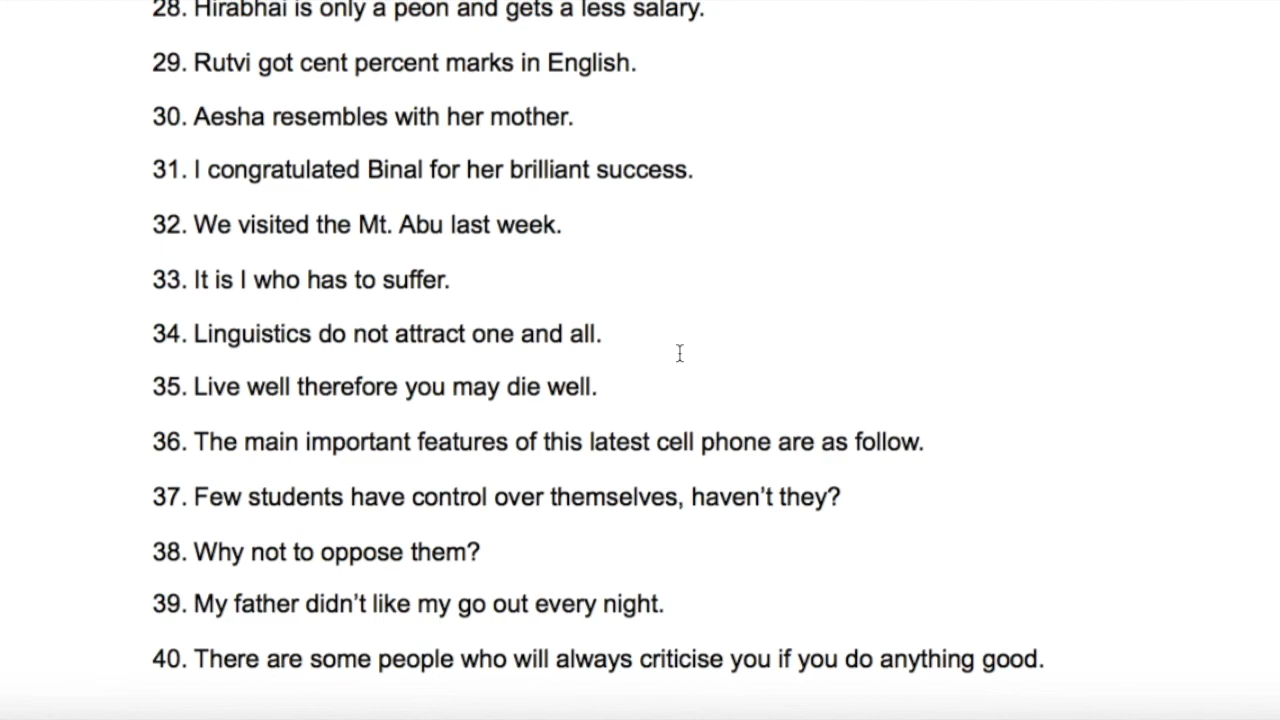 28. Hirabhai is only a peon and gets a less salary.
29. Rutvi got cent percent marks in English.
30. Aesha resembles with her mother.
31. I congratulated Binal for her brilliant success.
32. We visited the Mt. Abu last week.
33. It is I who has to suffer.
34. Linguistics do not attract one and all.
35. Live well therefore you may die well.
36. The main important features of this latest cell phone are as follow.
37. Few students have control over themselves, haven’t they?
38. Why not to oppose them?
39. My father didn’t like my go out every night.
40. There are some people who will always criticise you if you do anything good.